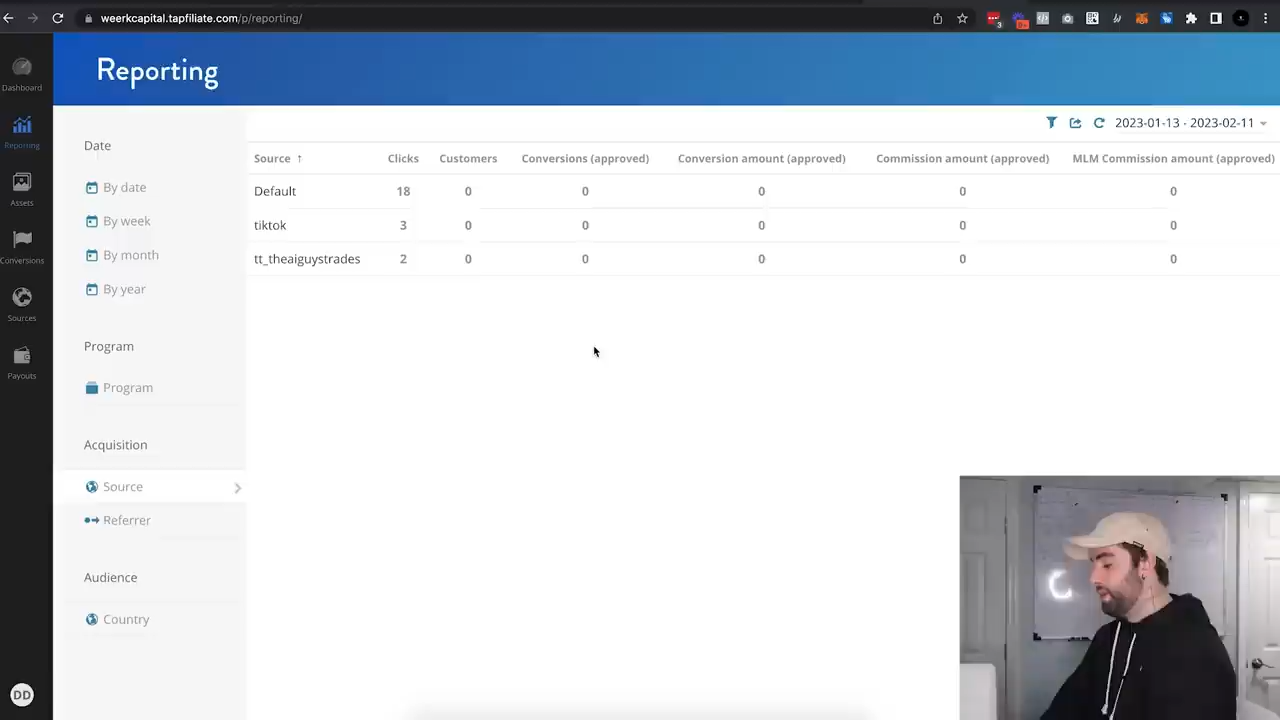 weerkcapital.tapfiliate.com/p/reporting/
3
Dashboard
Reporting
Assets
Conversions
Sources
Payouts
DD
Reporting
Date
By date
By week
By month
By year
Program
Program
Acquisition
Source
Referrer
Audience
Country
2023-01-13 - 2023-02-11
Source ↑ Clicks Customers Conversions (approved) Conversion amount (approved) Commission amount (approved) MLM Commission amount (approved)
Default 18 0 0 0 0 0
tiktok 3 0 0 0 0 0
tt_theaiguystrades 2 0 0 0 0 0